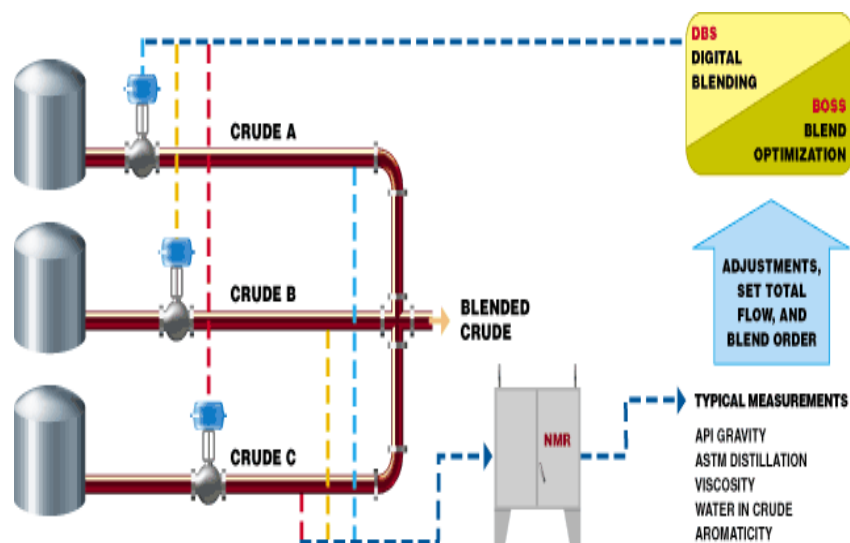 DBS
DIGITAL
BLENDING
BOSS
BLEND
OPTIMIZATION
CRUDE A
CRUDE B
BLENDED
CRUDE
CRUDE C
ADJUSTMENTS,
SET TOTAL
FLOW, AND
BLEND ORDER
NMR
TYPICAL MEASUREMENTS
API GRAVITY
ASTM DISTILLATION
VISCOSITY
WATER IN CRUDE
AROMATICITY